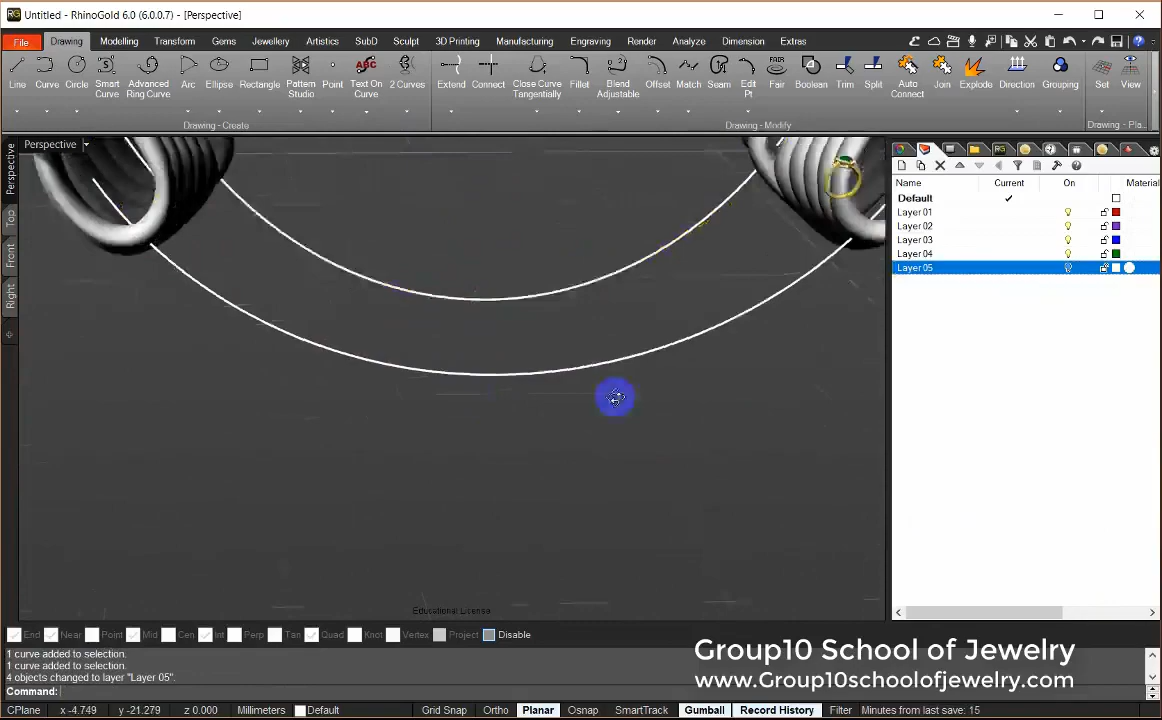 Untitled - RhinoGold 6.0 (6.0.0.7) - [Perspective]
File Drawing Modelling Transform Gems Jewellery Artistics SubD Sculpt 3D Printing Manufacturing Engraving Render Analyze Dimension Extras
Line Curve Circle Smart Curve Advanced Ring Curve Arc Ellipse Rectangle Pattern Studio Point Text On Curve 2 Curves Extend Connect Close Curve Tangentially Fillet Blend Adjustable Offset Match Seam Edit Pt Fair Boolean Trim Split Auto Connect Join Explode Direction Grouping Set View
Drawing - Create Drawing - Modify Drawing - Pla...
Perspective
Perspective
Top
Front
Right
Name Current On Material
Default
Layer 01
Layer 02
Layer 03
Layer 04
Layer 05
Educational License
End Near Point Mid Cen Int Perp Tan Quad Knot Vertex Project Disable
1 curve added to selection.
1 curve added to selection.
4 objects changed to layer "Layer 05".
Command:
Group10 School of Jewelry
www.Group10schoolofjewelry.com
CPlane x -4.749 y -21.279 z 0.000 Millimeters Default Grid Snap Ortho Planar Osnap SmartTrack Gumball Record History Filter Minutes from last save: 15